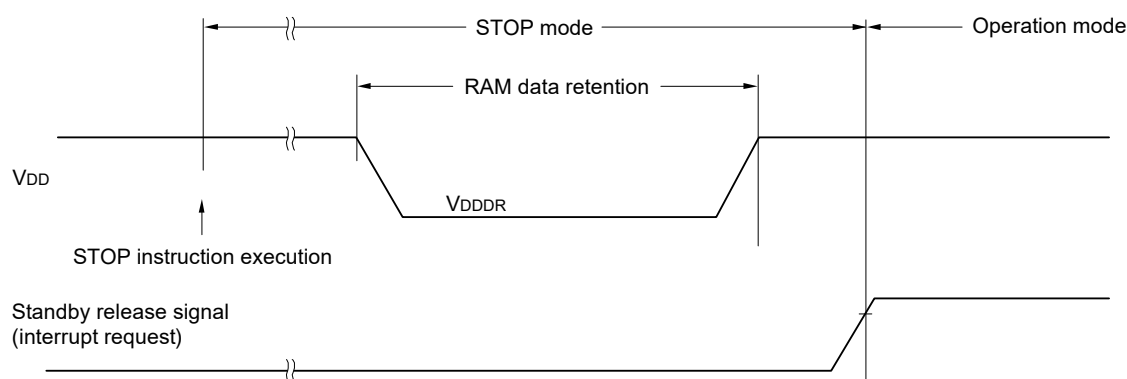 STOP mode
Operation mode
RAM data retention
VDD
VDDDR
STOP instruction execution
Standby release signal
(interrupt request)